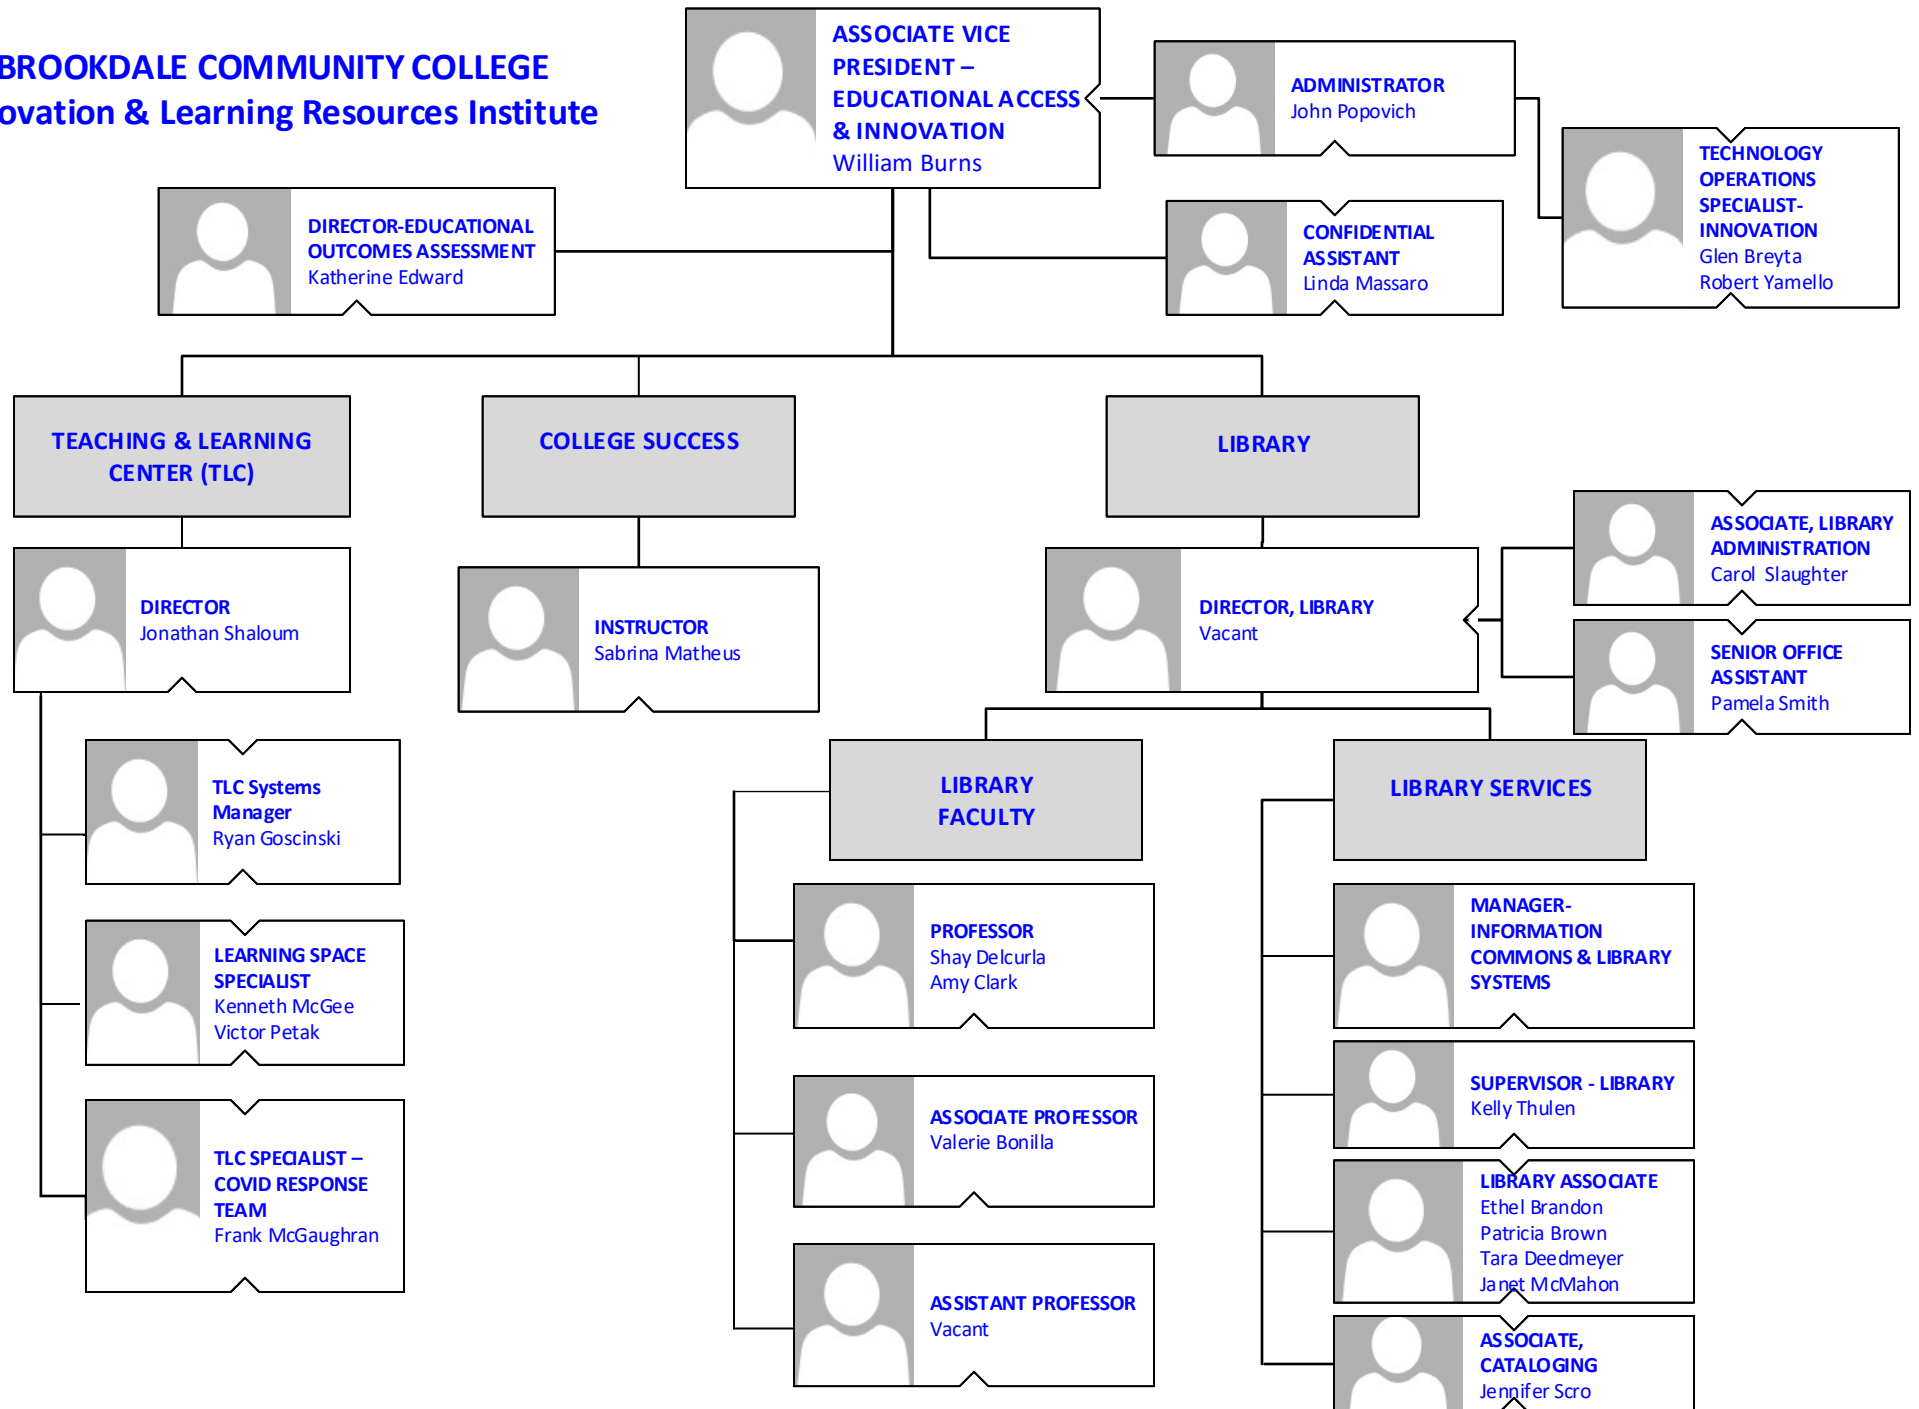 BROOKDALE COMMUNITY COLLEGE
ovation & Learning Resources Institute
ASSOCIATE VICE
PRESIDENT –
EDUCATIONAL ACCESS
& INNOVATION
William Burns
ADMINISTRATOR
John Popovich
TECHNOLOGY
OPERATIONS
SPECIALIST-
INNOVATION
Glen Breyta
Robert Yamello
DIRECTOR-EDUCATIONAL
OUTCOMES ASSESSMENT
Katherine Edward
CONFIDENTIAL
ASSISTANT
Linda Massaro
TEACHING & LEARNING
CENTER (TLC)
COLLEGE SUCCESS
LIBRARY
DIRECTOR
Jonathan Shaloum
INSTRUCTOR
Sabrina Matheus
DIRECTOR, LIBRARY
Vacant
ASSOCIATE, LIBRARY
ADMINISTRATION
Carol Slaughter
SENIOR OFFICE
ASSISTANT
Pamela Smith
TLC Systems
Manager
Ryan Goscinski
LEARNING SPACE
SPECIALIST
Kenneth McGee
Victor Petak
TLC SPECIALIST –
COVID RESPONSE
TEAM
Frank McGaughran
LIBRARY
FACULTY
PROFESSOR
Shay Delcurla
Amy Clark
ASSOCIATE PROFESSOR
Valerie Bonilla
ASSISTANT PROFESSOR
Vacant
LIBRARY SERVICES
MANAGER-
INFORMATION
COMMONS & LIBRARY
SYSTEMS
SUPERVISOR - LIBRARY
Kelly Thulen
LIBRARY ASSOCIATE
Ethel Brandon
Patricia Brown
Tara Deedmeyer
Janet McMahon
ASSOCIATE,
CATALOGING
Jennifer Scro